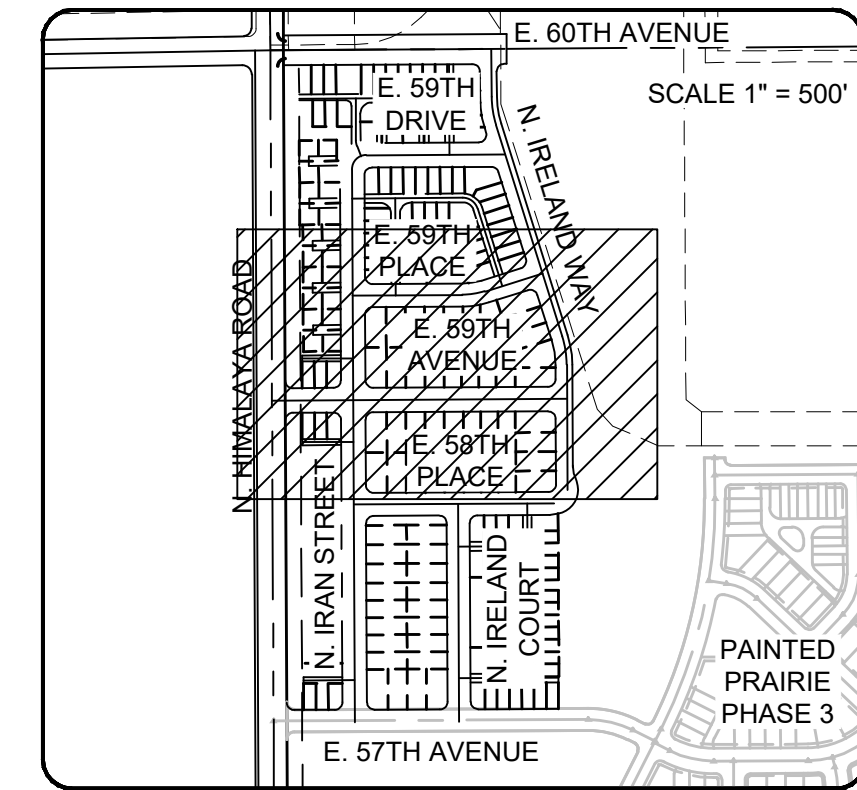 E. 60TH AVENUE
SCALE 1" = 500'
E. 59TH
DRIVE
N. IRELAND WAY
E. 59TH
PLACE
N. HIMALAYA ROAD
E. 59TH
AVENUE
E. 58TH
PLACE
N. IRAN STREET
N. IRELAND
COURT
PAINTED
PRAIRIE
PHASE 3
E. 57TH AVENUE